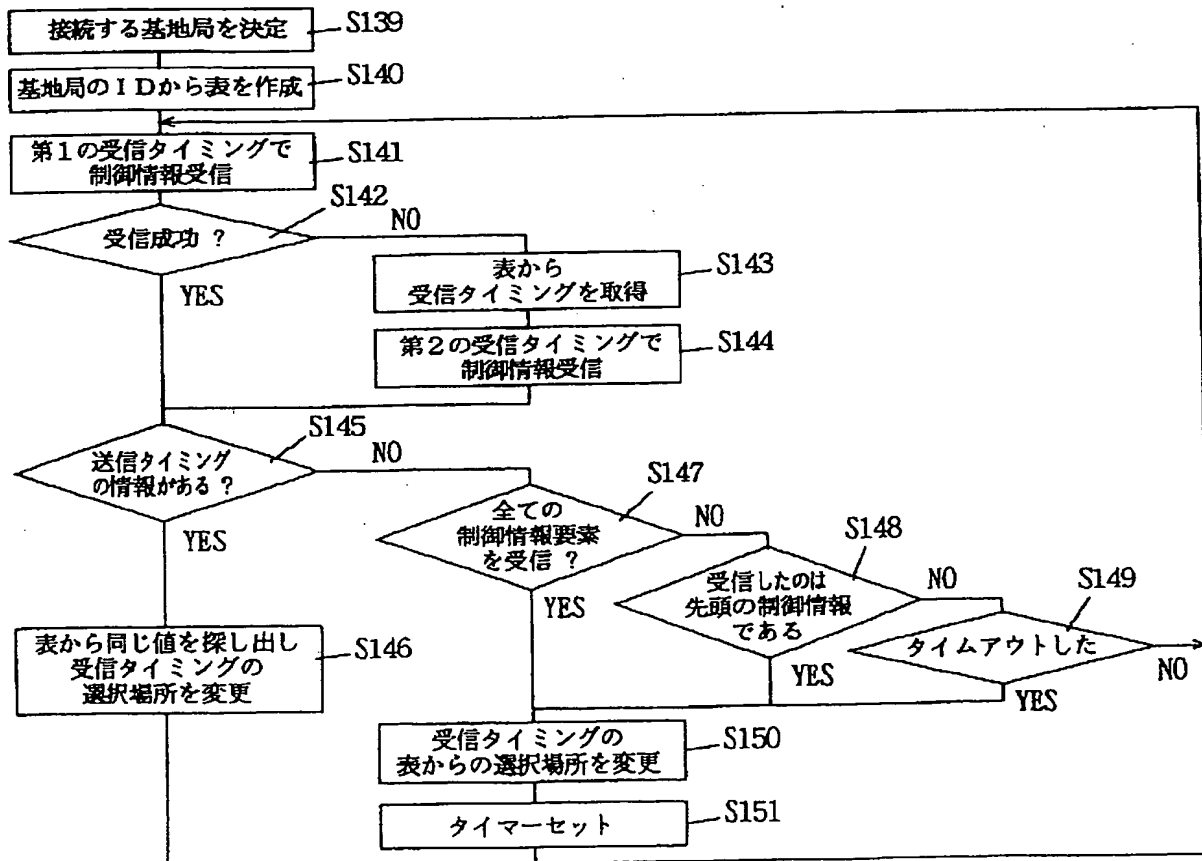 接続する基地局を決定
S139
基地局のＩＤから表を作成
S140
第１の受信タイミングで
制御情報受信
S141
受信成功 ?
S142
NO
YES
表から
受信タイミングを取得
S143
第２の受信タイミングで
制御情報受信
S144
送信タイミング
の情報がある ?
S145
NO
YES
全ての
制御情報要素
を受信 ?
S147
NO
YES
受信したのは
先頭の制御情報
である
S148
NO
YES
タイムアウトした
S149
NO
YES
表から同じ値を探し出し
受信タイミングの
選択場所を変更
S146
受信タイミングの
表からの選択場所を変更
S150
タイマーセット
S151